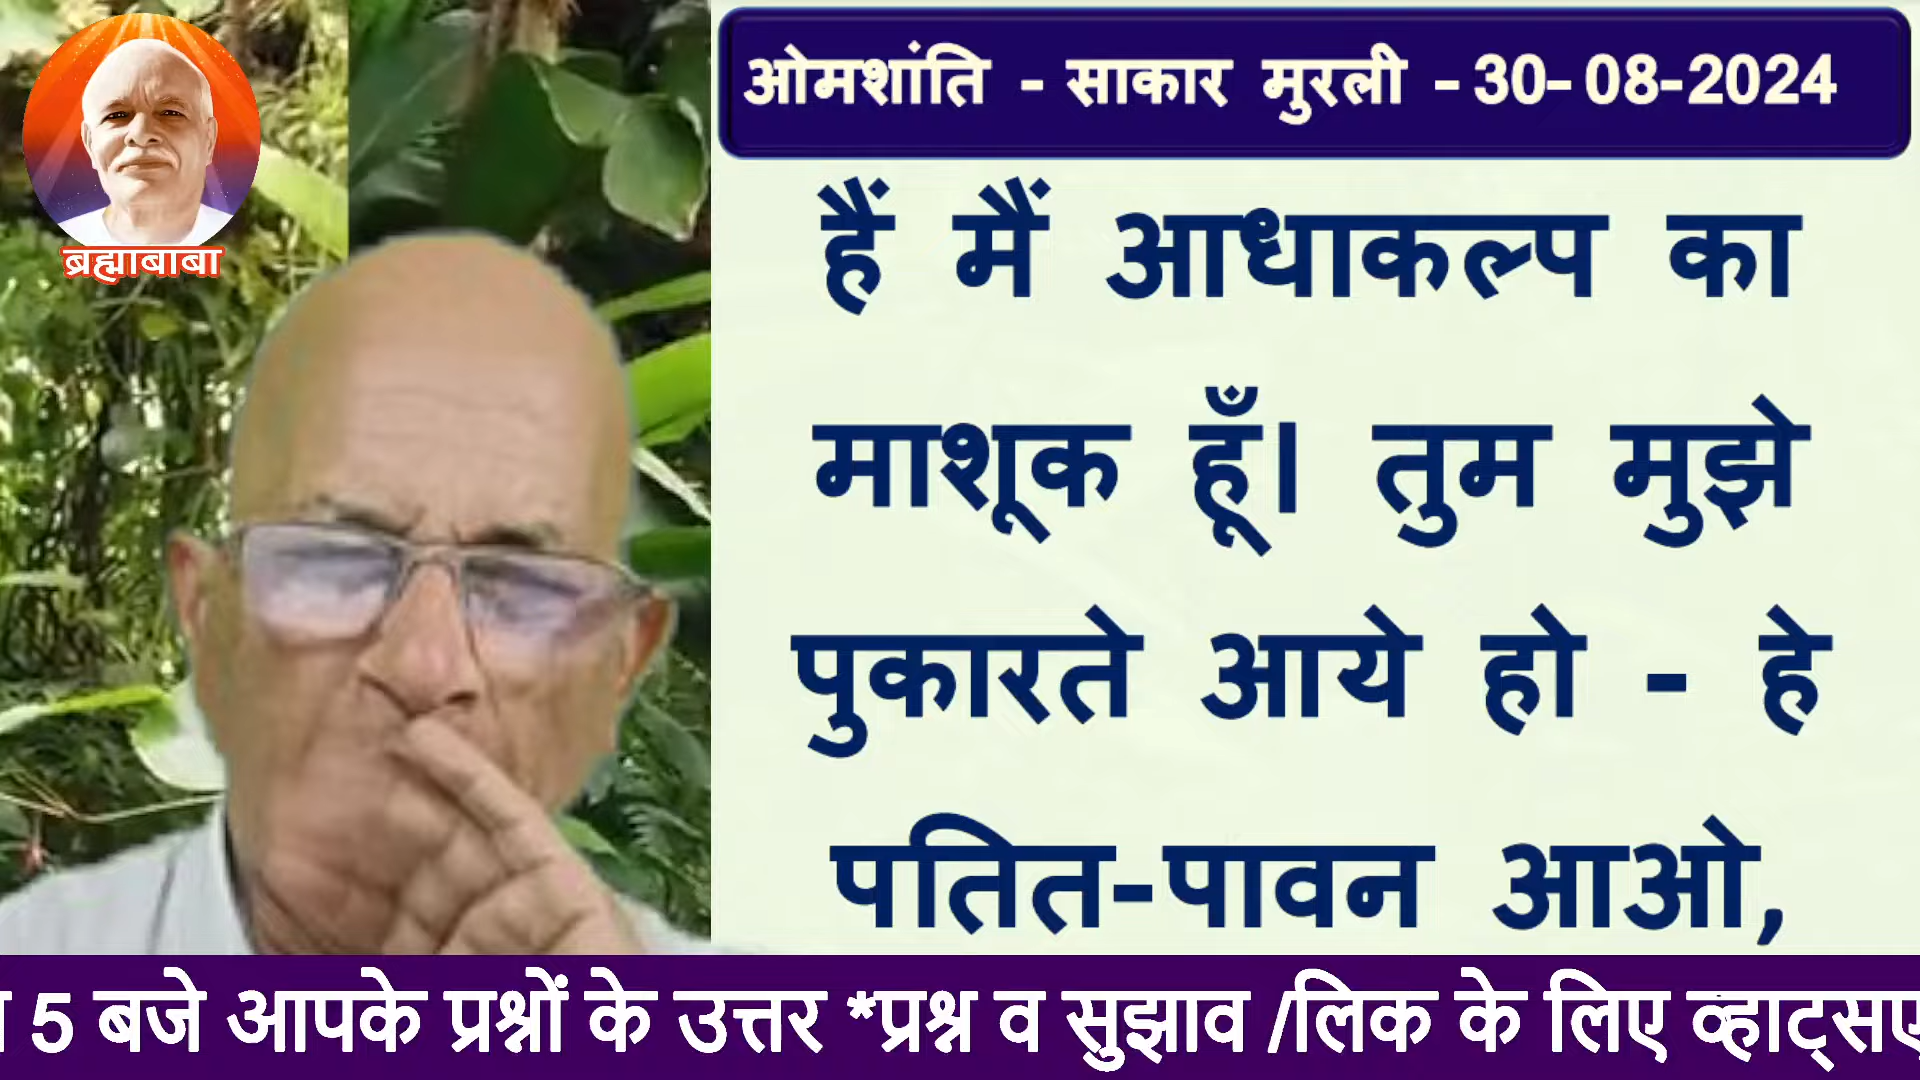 ब्रह्माबाबा
ओमशांति - साकार मुरली - 30-08-2024
हैं मैं आधाकल्प का
माशूक हूँ। तुम मुझे
पुकारते आये हो - हे
पतित-पावन आओ,
5 बजे आपके प्रश्नों के उत्तर *प्रश्न व सुझाव /लिंक के लिए